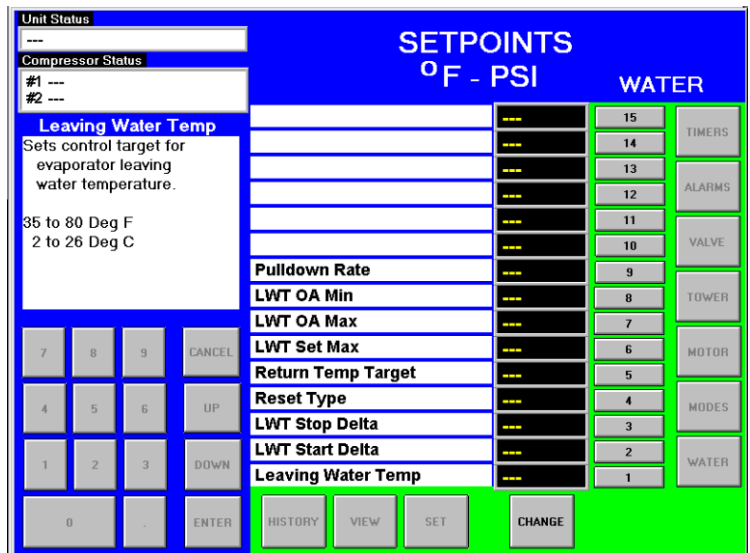 Unit Status
---
Compressor Status
#1 ---
#2 ---
Leaving Water Temp
Sets control target for
evaporator leaving
water temperature.
35 to 80 Deg F
2 to 26 Deg C
7 8 9 CANCEL
4 5 6 UP
1 2 3 DOWN
0 . ENTER
SETPOINTS
°F - PSI
WATER
--- 15
--- 14
--- 13
--- 12
--- 11
--- 10
Pulldown Rate --- 9
LWT OA Min --- 8
LWT OA Max --- 7
LWT Set Max --- 6
Return Temp Target --- 5
Reset Type --- 4
LWT Stop Delta --- 3
LWT Start Delta --- 2
Leaving Water Temp --- 1
TIMERS
ALARMS
VALVE
TOWER
MOTOR
MODES
WATER
HISTORY VIEW SET CHANGE